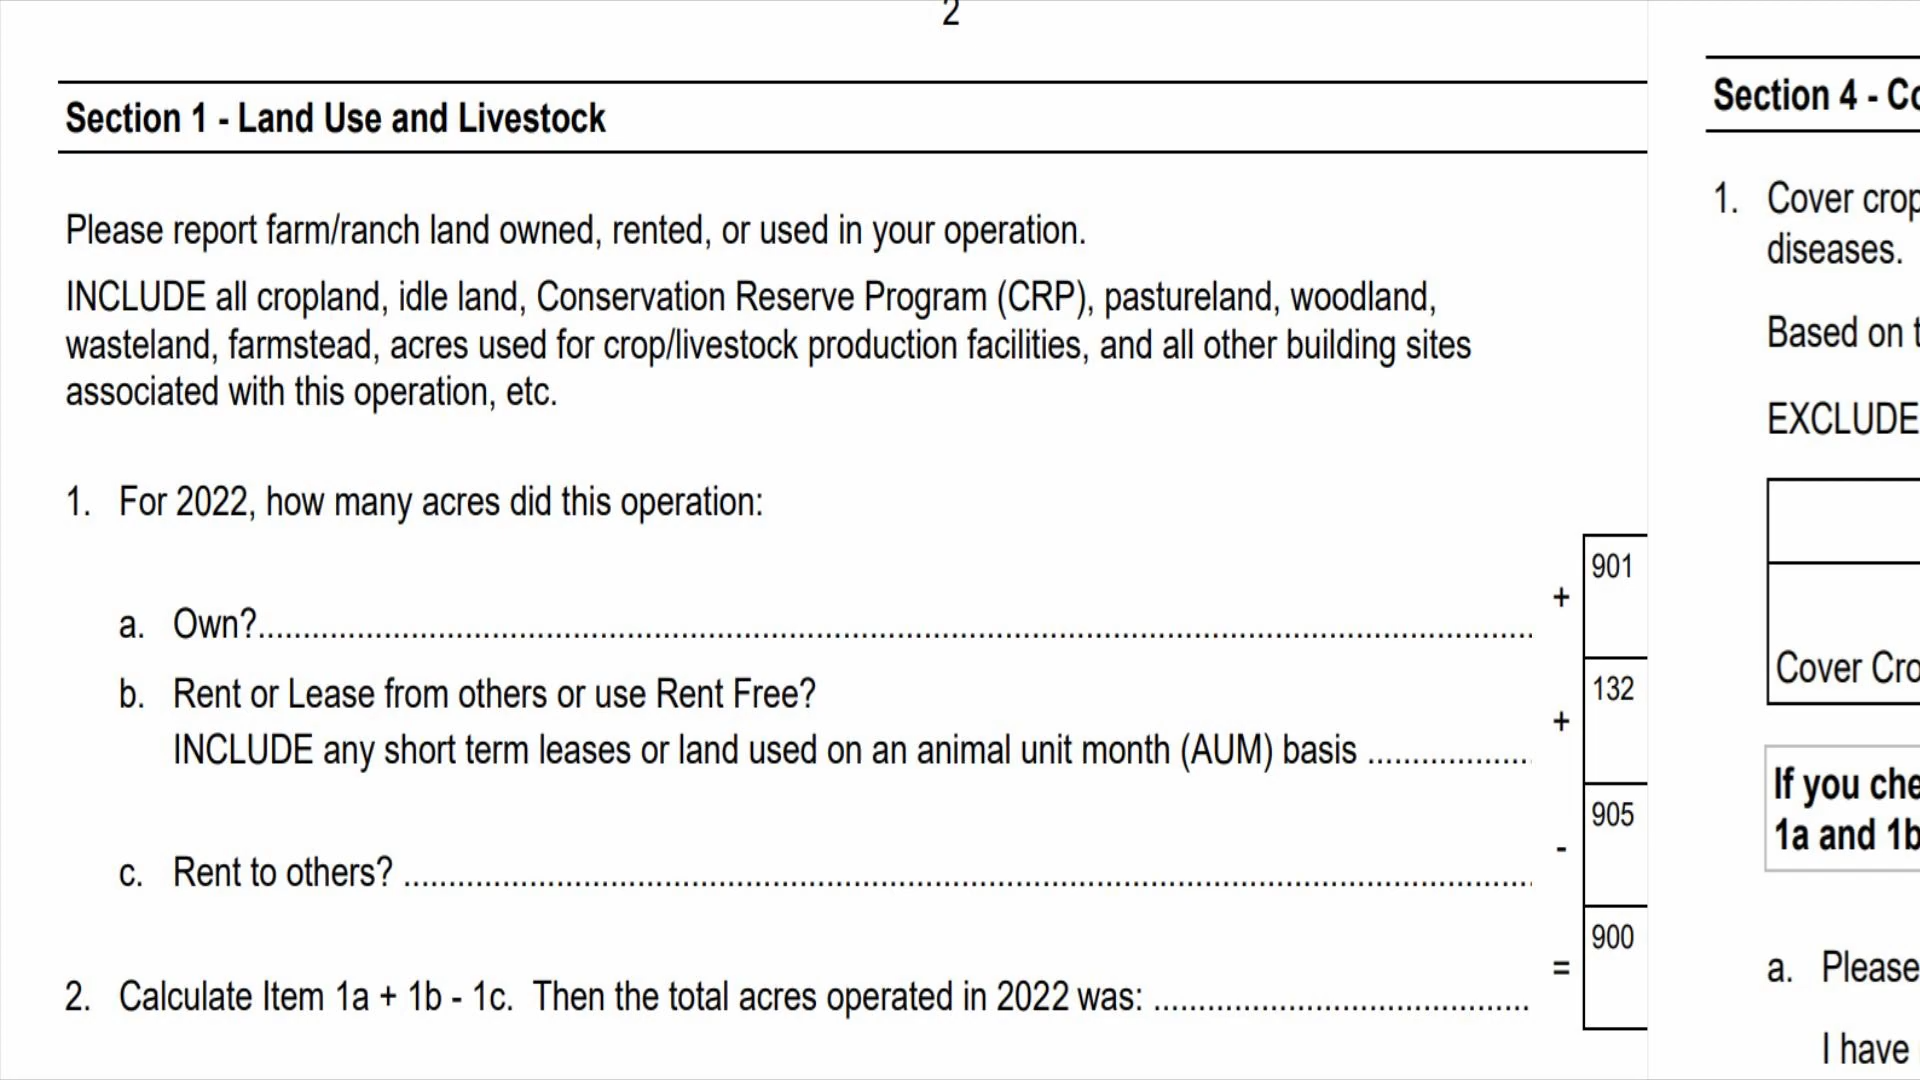 2
Section 1 - Land Use and Livestock
Please report farm/ranch land owned, rented, or used in your operation.
INCLUDE all cropland, idle land, Conservation Reserve Program (CRP), pastureland, woodland,
wasteland, farmstead, acres used for crop/livestock production facilities, and all other building sites
associated with this operation, etc.
1. For 2022, how many acres did this operation:
a. Own? + 901
b. Rent or Lease from others or use Rent Free?
INCLUDE any short term leases or land used on an animal unit month (AUM) basis + 132
c. Rent to others? - 905
2. Calculate Item 1a + 1b - 1c. Then the total acres operated in 2022 was: = 900
Section 4 -
1. Cover
diseases.
Based on
EXCLUDE
Cover
If you
1a and 1b
a. Please
I have